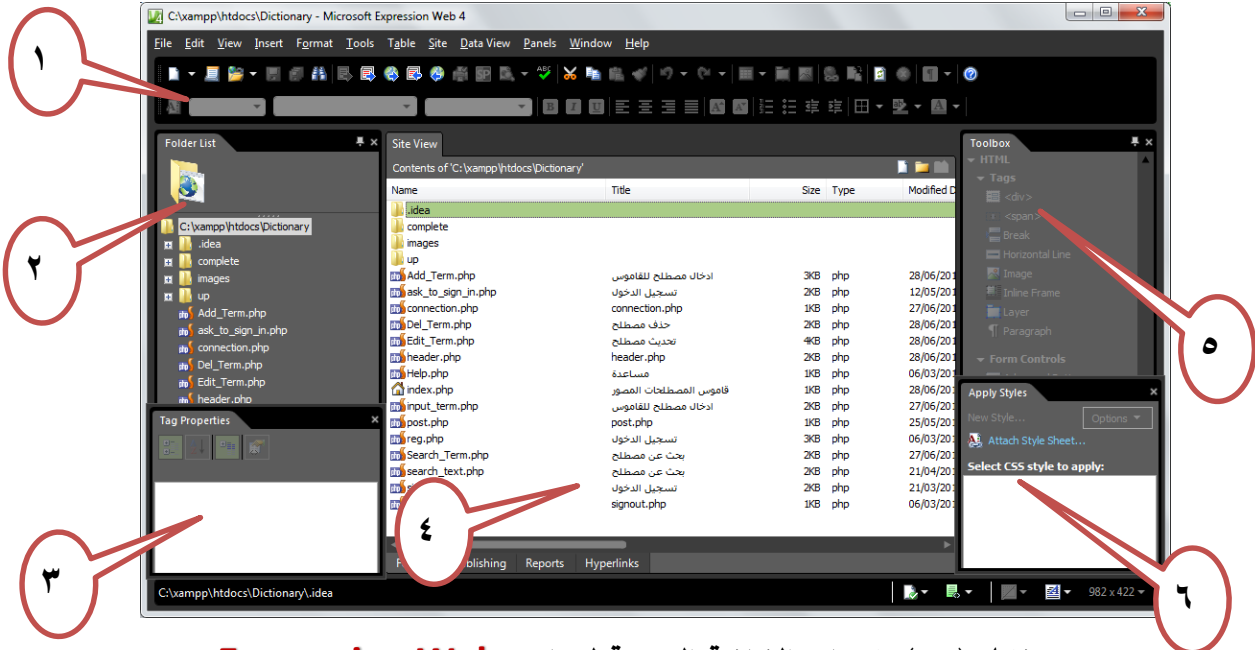 C:\xampp\htdocs\Dictionary - Microsoft Expression Web 4
File Edit View Insert Format Tools Table Site Data View Panels Window Help
١
Folder List
C:\xampp\htdocs\Dictionary
.idea
complete
images
up
Add_Term.php
ask_to_sign_in.php
connection.php
Del_Term.php
Edit_Term.php
header.php
٢
Tag Properties
٣
Site View
Contents of 'C:\xampp\htdocs\Dictionary'
Name Title Size Type Modified D
.idea
complete
images
up
Add_Term.php ادخال مصطلح للقاموس 3KB php 28/06/201
ask_to_sign_in.php تسجيل الدخول 2KB php 12/05/201
connection.php connection.php 1KB php 27/06/201
Del_Term.php حذف مصطلح 2KB php 28/06/201
Edit_Term.php تحديث مصطلح 4KB php 28/06/201
header.php header.php 2KB php 28/06/201
Help.php مساعدة 1KB php 06/03/201
index.php قاموس المصطلحات المصور 1KB php 28/06/201
input_term.php ادخال مصطلح للقاموس 2KB php 27/06/201
post.php post.php 1KB php 25/05/201
reg.php تسجيل الدخول 3KB php 06/03/201
Search_Term.php بحث عن مصطلح 2KB php 27/06/201
search_text.php بحث عن مصطلح 2KB php 21/04/201
تسجيل الدخول 2KB php 21/03/201
signout.php 1KB php 06/03/201
٤
Reports Hyperlinks
Toolbox
HTML
Tags
<div>
<span>
Break
Horizontal Line
Image
Inline Frame
Layer
Paragraph
Form Controls
٥
Apply Styles
New Style... Options
Attach Style Sheet...
Select CSS style to apply:
٦
C:\xampp\htdocs\Dictionary\.idea 982 x 422